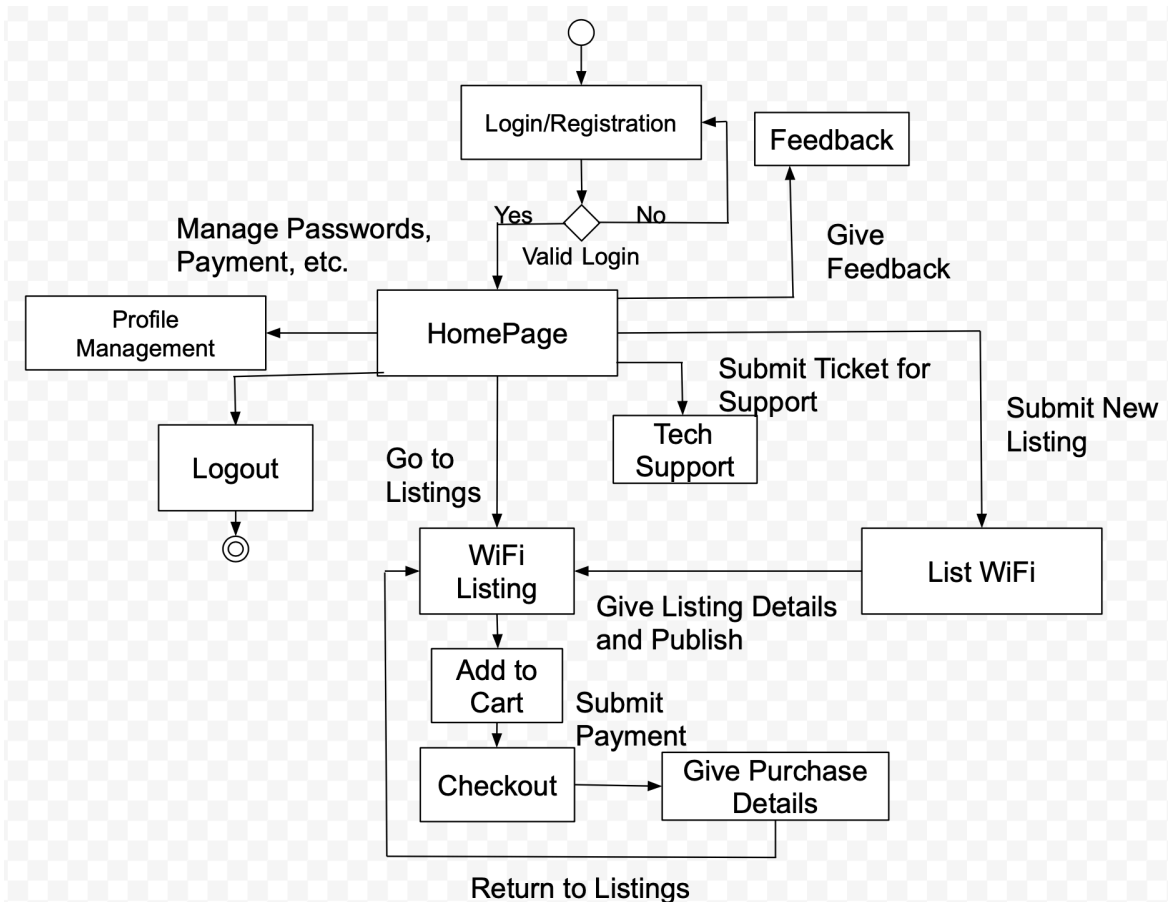 Login/Registration
Feedback
Yes
No
Valid Login
Manage Passwords,
Payment, etc.
Give
Feedback
Profile
Management
HomePage
Submit Ticket for
Support
Submit New
Listing
Logout
Go to
Listings
Tech
Support
WiFi
Listing
List WiFi
Give Listing Details
and Publish
Add to
Cart
Submit
Payment
Checkout
Give Purchase
Details
Return to Listings